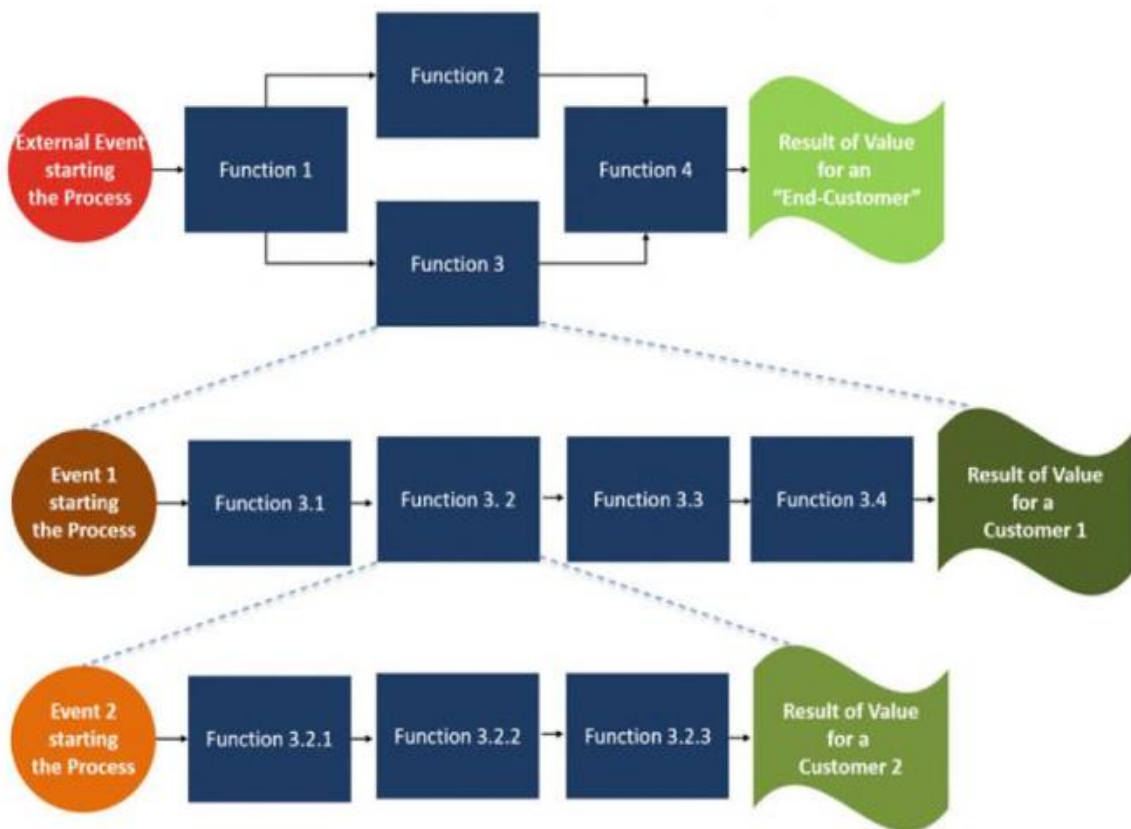 Function 2
External Event
starting
the Process
Function 1
Function 4
Result of Value
for an
"End-Customer"
Function 3
Event 1
starting
the Process
Function 3.1
Function 3. 2
Function 3.3
Function 3.4
Result of Value
for a
Customer 1
Event 2
starting
the Process
Function 3.2.1
Function 3.2.2
Function 3.2.3
Result of Value
for a
Customer 2